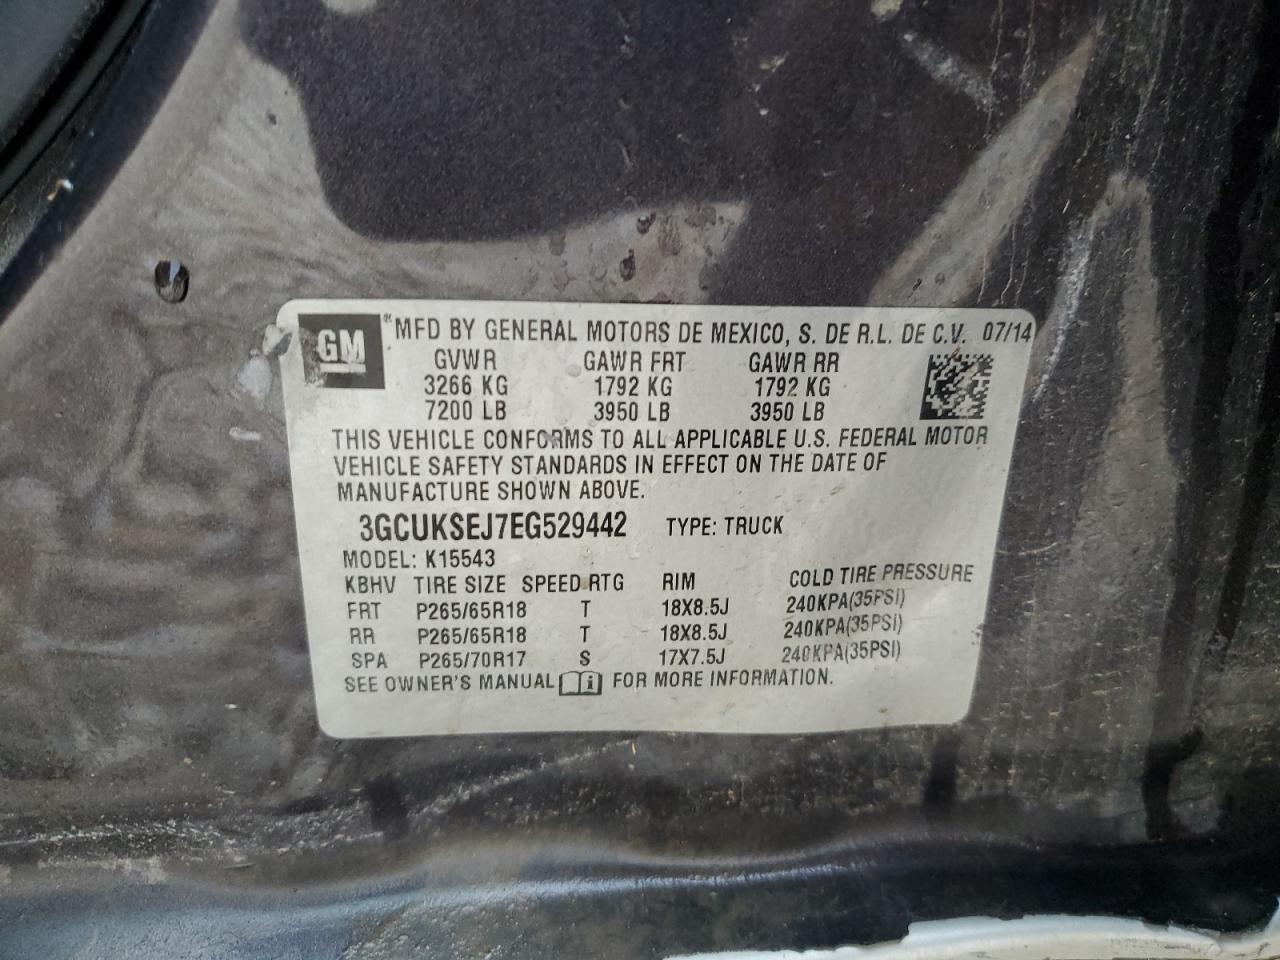 GM ® MFD BY GENERAL MOTORS DE MEXICO, S. DE R.L. DE C.V. 07/14
GVWR GAWR FRT GAWR RR
3266 KG 1792 KG 1792 KG
7200 LB 3950 LB 3950 LB
THIS VEHICLE CONFORMS TO ALL APPLICABLE U.S. FEDERAL MOTOR
VEHICLE SAFETY STANDARDS IN EFFECT ON THE DATE OF
MANUFACTURE SHOWN ABOVE.
3GCUKSEJ7EG529442 TYPE: TRUCK
MODEL: K15543
KBHV TIRE SIZE SPEED RTG RIM COLD TIRE PRESSURE
FRT P265/65R18 T 18X8.5J 240KPA(35PSI)
RR P265/65R18 T 18X8.5J 240KPA(35PSI)
SPA P265/70R17 S 17X7.5J 240KPA(35PSI)
SEE OWNER'S MANUAL i FOR MORE INFORMATION.